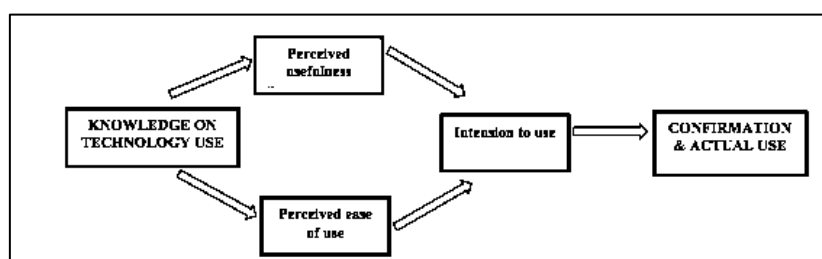 Perceived
usefulness
KNOWLEDGE ON
TECHNOLOGY USE
Intension to use
CONFIRMATION
& ACTUAL USE
Perceived ease
of use